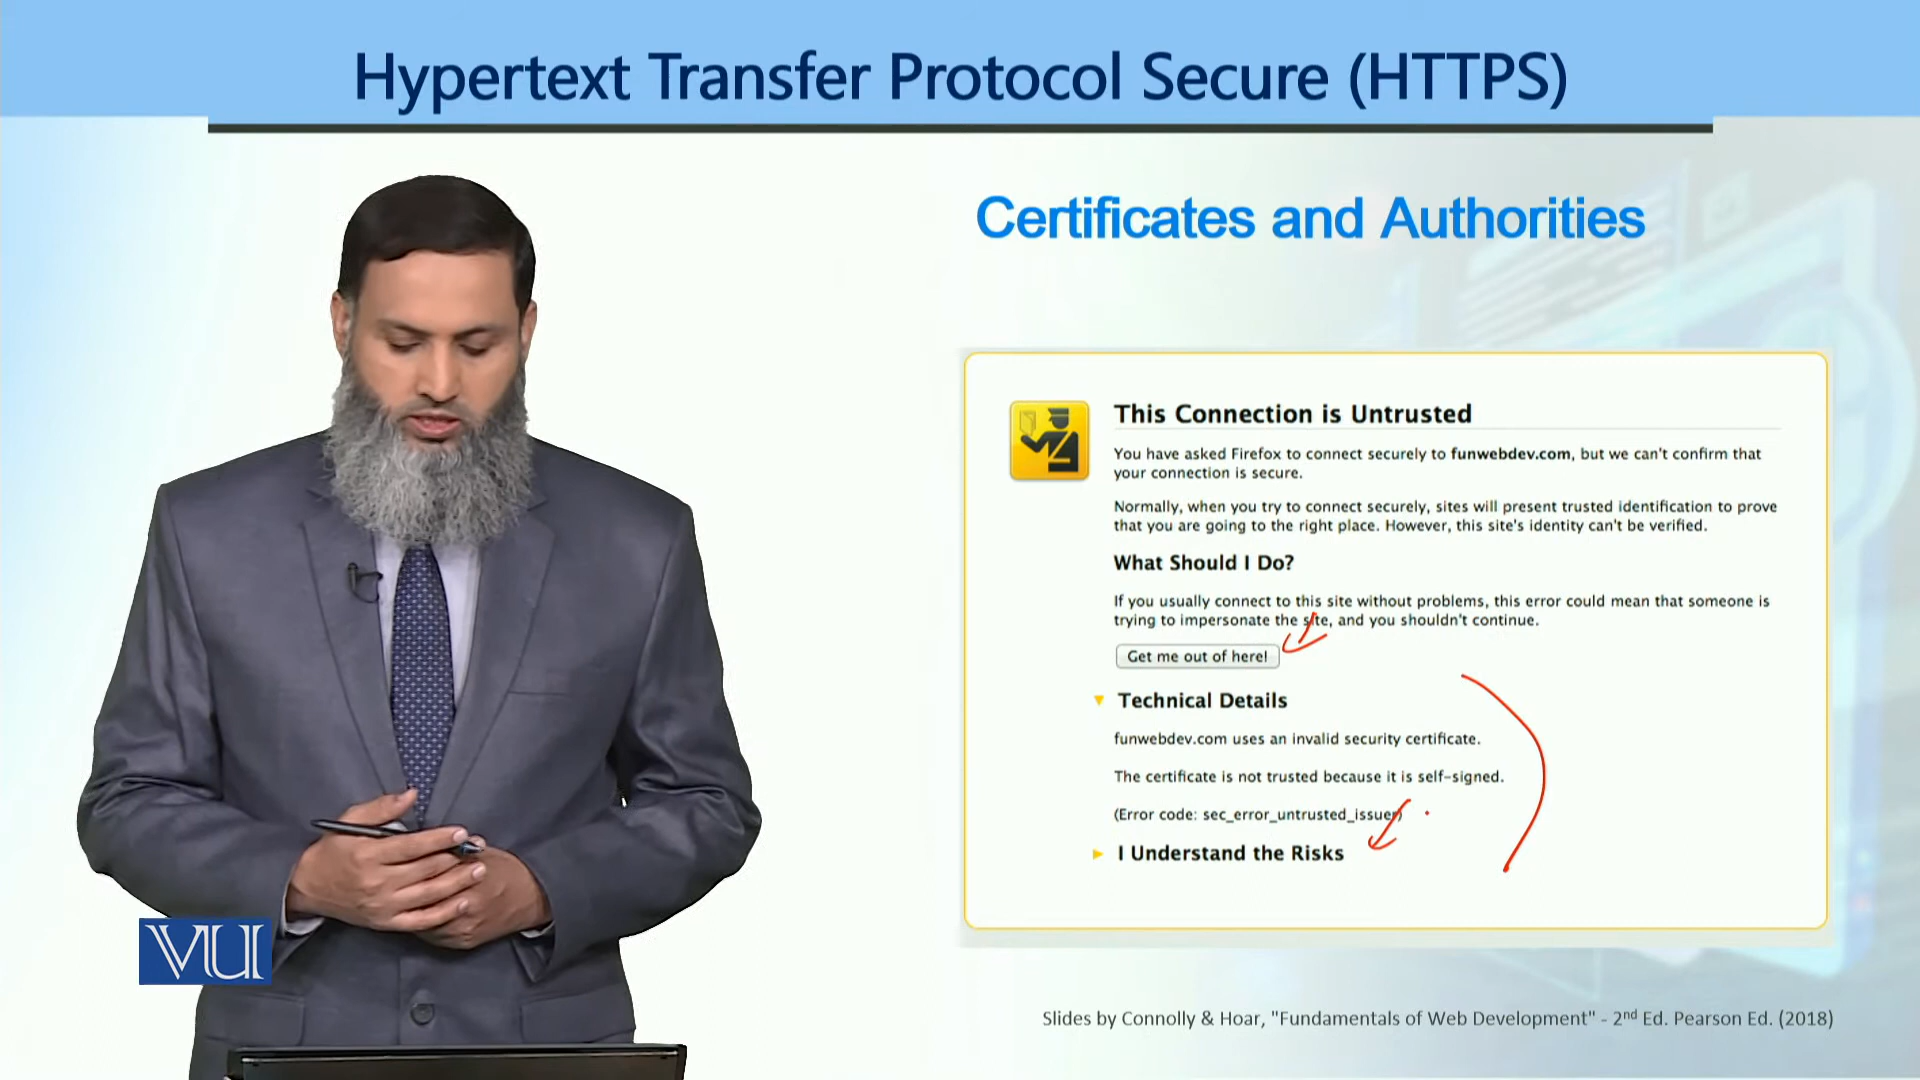 Hypertext Transfer Protocol Secure (HTTPS)
Certificates and Authorities
This Connection is Untrusted
You have asked Firefox to connect securely to funwebdev.com, but we can't confirm that
your connection is secure.
Normally, when you try to connect securely, sites will present trusted identification to prove
that you are going to the right place. However, this site's identity can't be verified.
What Should I Do?
If you usually connect to this site without problems, this error could mean that someone is
trying to impersonate the site, and you shouldn't continue.
Get me out of here!
Technical Details
funwebdev.com uses an invalid security certificate.
The certificate is not trusted because it is self-signed.
(Error code: sec_error_untrusted_issuer)
I Understand the Risks
VU
Slides by Connolly & Hoar, "Fundamentals of Web Development" - 2nd Ed. Pearson Ed. (2018)